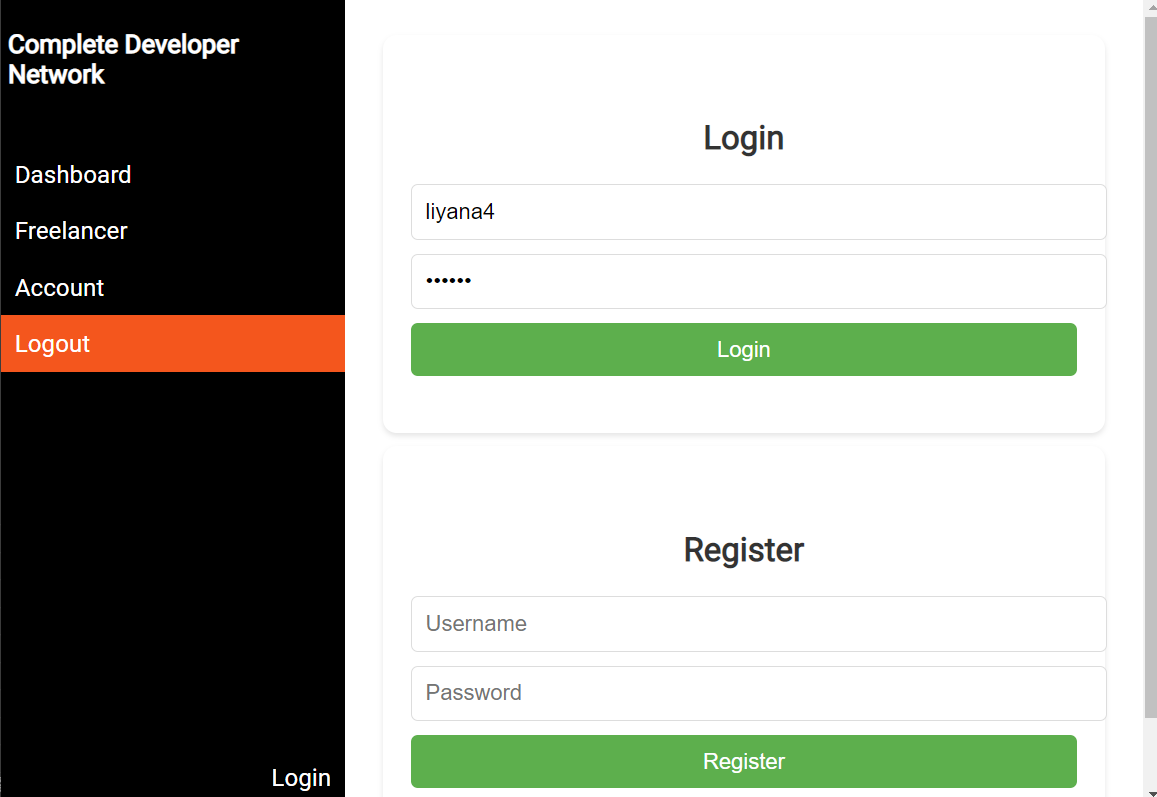 Complete Developer
Network
Dashboard
Freelancer
Account
Logout
Login
Login
liyana4
••••••
Login
Register
Username
Password
Register